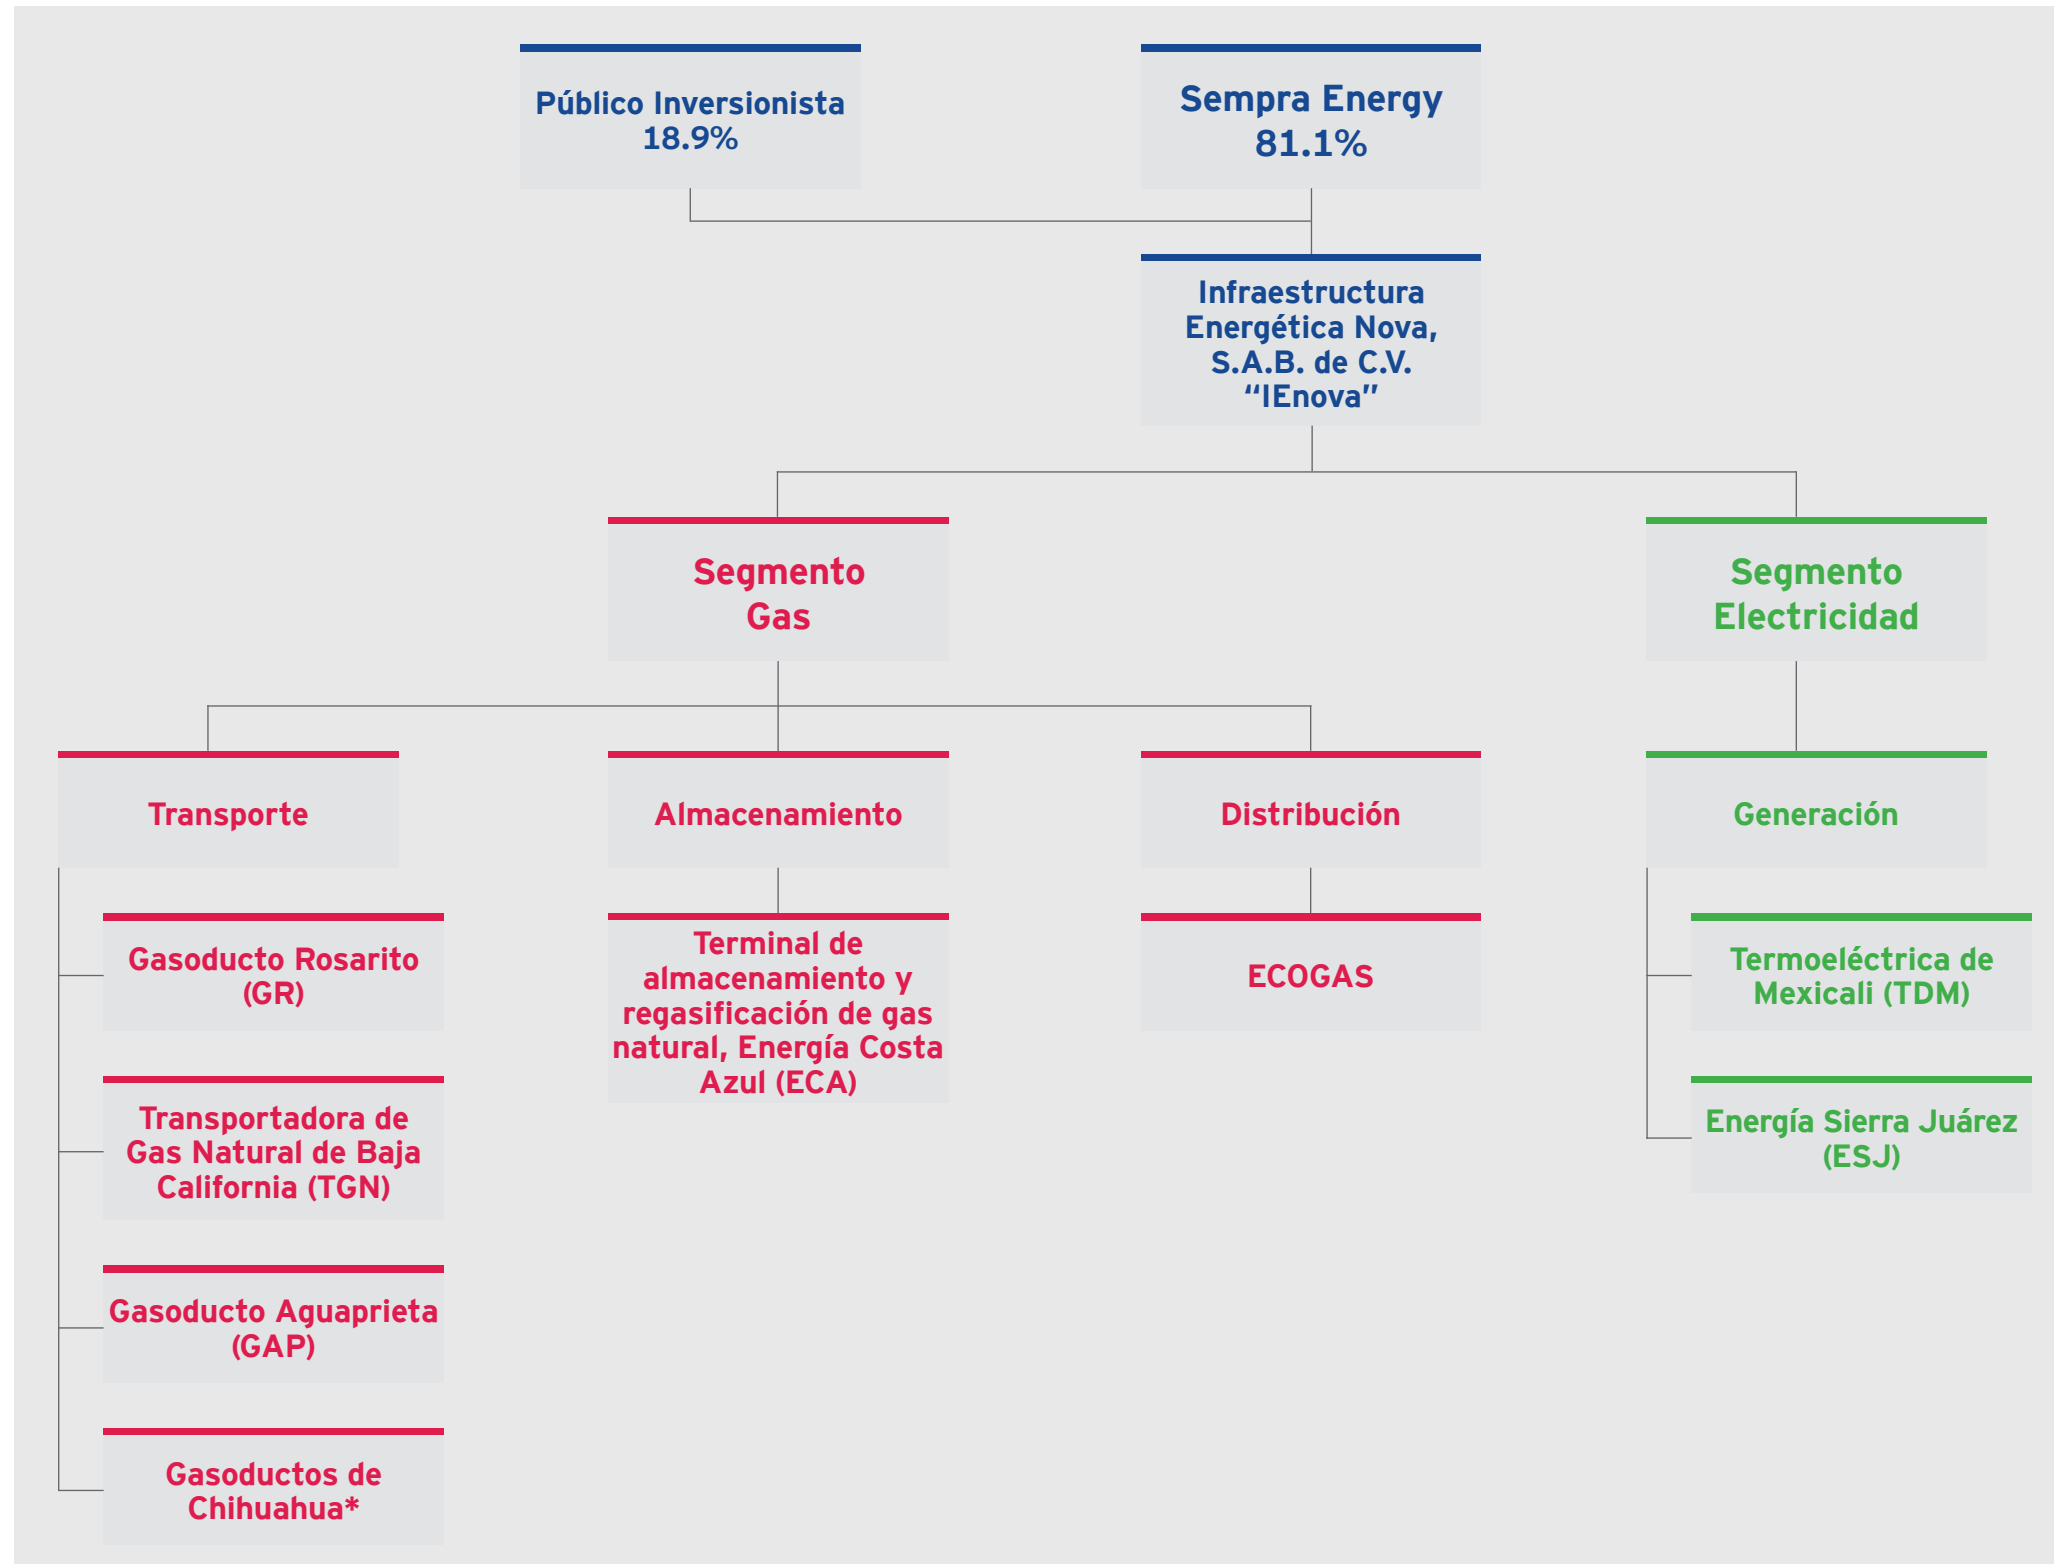 Público Inversionista
18.9%
Sempra Energy
81.1%
Infraestructura
Energética Nova,
S.A.B. de C.V.
“IEnova”
Segmento
Gas
Segmento
Electricidad
Transporte
Almacenamiento
Distribución
Generación
Gasoducto Rosarito
(GR)
Transportadora de
Gas Natural de Baja
California (TGN)
Gasoducto Aguaprieta
(GAP)
Gasoductos de
Chihuahua*
Terminal de
almacenamiento y
regasificación de gas
natural, Energía Costa
Azul (ECA)
ECOGAS
Termoeléctrica de
Mexicali (TDM)
Energía Sierra Juárez
(ESJ)